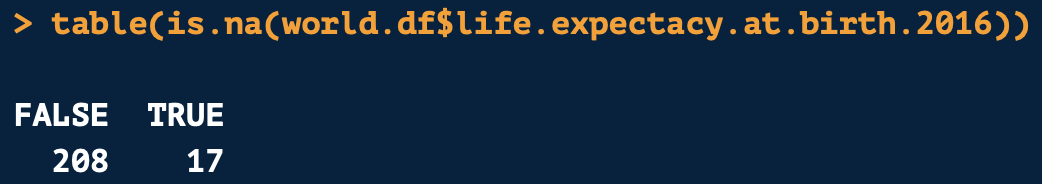 > table(is.na(world.df$life.expectacy.at.birth.2016))
FALSE TRUE
208 17